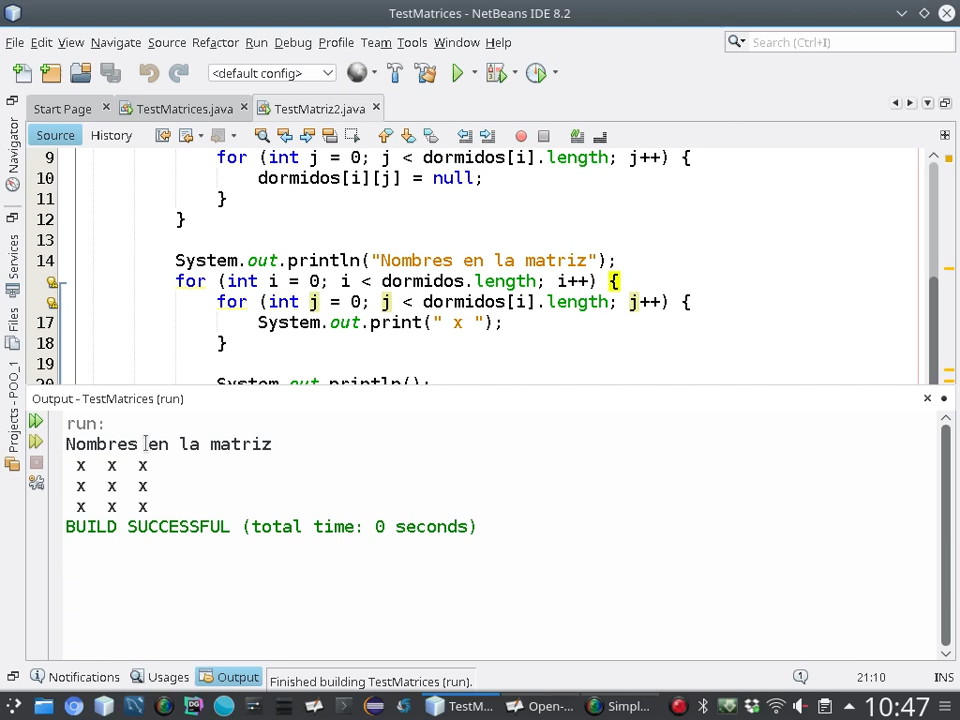 TestMatrices - NetBeans IDE 8.2
File Edit View Navigate Source Refactor Run Debug Profile Team Tools Window Help
Search (Ctrl+I)
<default config>
Start Page TestMatrices.java TestMatriz2.java
Source History
Navigator
Services
Files
Projects - POO_1
9 for (int j = 0; j < dormidos[i].length; j++) {
10 dormidos[i][j] = null;
11 }
12 }
13
14 System.out.println("Nombres en la matriz");
for (int i = 0; i < dormidos.length; i++) {
for (int j = 0; j < dormidos[i].length; j++) {
17 System.out.print(" x ");
18 }
19
20 System.out.println();
Output - TestMatrices (run)
run:
Nombres en la matriz
x x x
x x x
x x x
BUILD SUCCESSFUL (total time: 0 seconds)
Notifications Usages Output Finished building TestMatrices (run). 21:10 INS
TestM... Open-... Simpl... 10:47